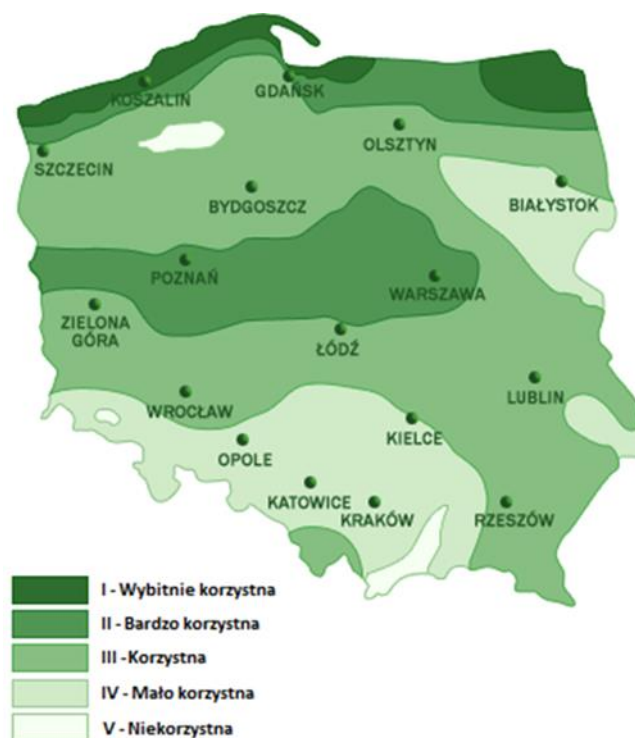 KOSZALIN
GDAŃSK
OLSZTYN
SZCZECIN
BYDGOSZCZ
BIAŁYSTOK
POZNAŃ
WARSZAWA
ZIELONA
GÓRA
ŁÓDŹ
WROCŁAW
LUBLIN
KIELCE
OPOLE
KATOWICE
KRAKÓW
RZESZÓW
I - Wybitnie korzystna
II - Bardzo korzystna
III -Korzystna
IV - Mało korzystna
V - Niekorzystna